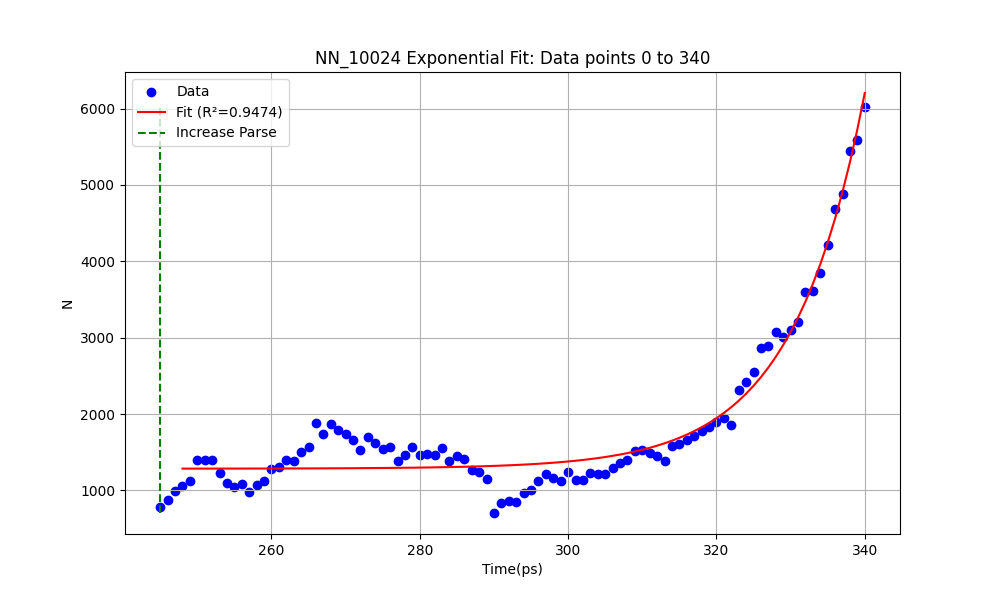 NN_10024 Exponential Fit: Data points 0 to 340
Data
Fit (R²=0.9474)
Increase Parse
6000
5000
4000
3000
2000
1000
N
260
280
300
320
340
Time(ps)